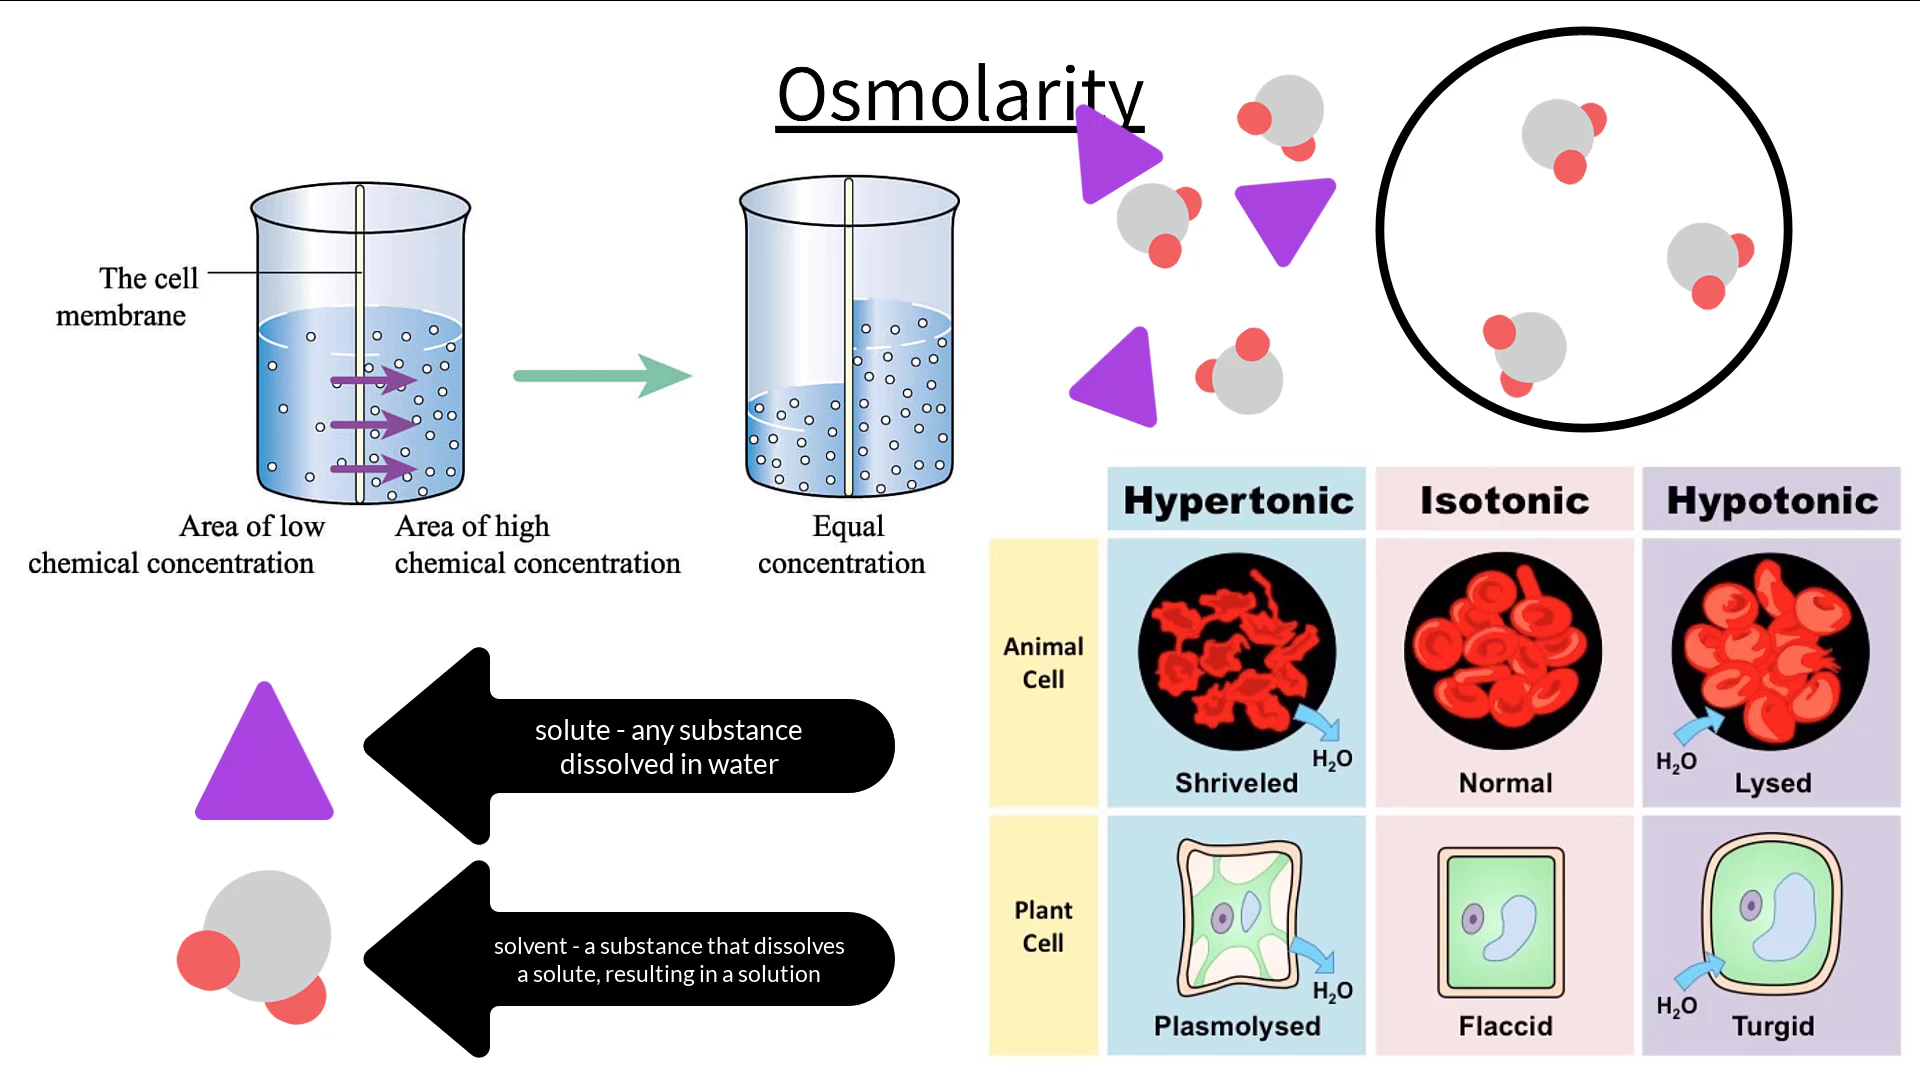 Osmolarity
The cell
membrane
Area of low
chemical concentration
Area of high
chemical concentration
Equal
concentration
solute - any substance
dissolved in water
solvent - a substance that dissolves
a solute, resulting in a solution
Hypertonic
Isotonic
Hypotonic
Animal
Cell
H₂O
Shriveled
Normal
H₂O
Lysed
Plant
Cell
H₂O
Plasmolysed
Flaccid
H₂O
Turgid